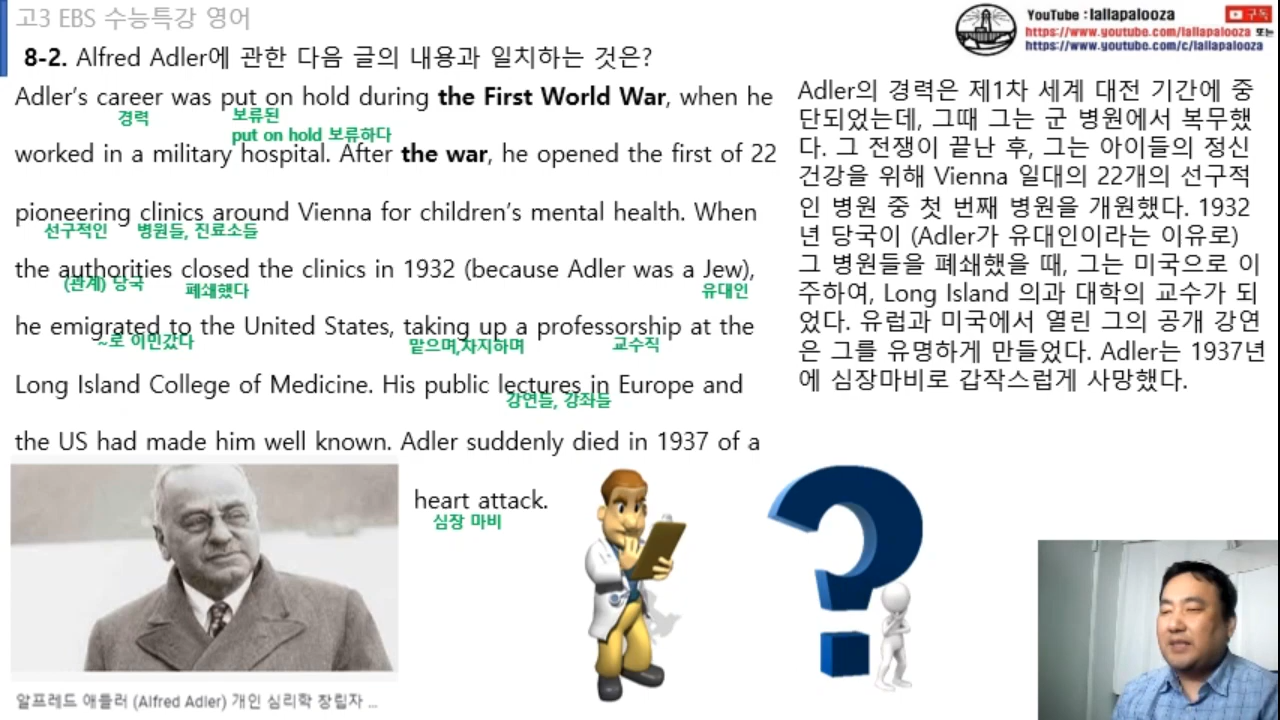 고3 EBS 수능특강 영어
YouTube : lallapalooza
구독
https://www.youtube.com/lallapalooza 또는
https://www.youtube.com/c/lallapalooza
8-2. Alfred Adler에 관한 다음 글의 내용과 일치하는 것은?
Adler's career was put on hold during the First World War, when he
경력
보류된
put on hold 보류하다
worked in a military hospital. After the war, he opened the first of 22
pioneering clinics around Vienna for children's mental health. When
선구적인
병원들, 진료소들
the authorities closed the clinics in 1932 (because Adler was a Jew),
(관계) 당국
폐쇄했다
유대인
he emigrated to the United States, taking up a professorship at the
~로 이민갔다
맡으며,차지하며
교수직
Long Island College of Medicine. His public lectures in Europe and
강연들, 강좌들
the US had made him well known. Adler suddenly died in 1937 of a
heart attack.
심장 마비
Adler의 경력은 제1차 세계 대전 기간에 중
단되었는데, 그때 그는 군 병원에서 복무했
다. 그 전쟁이 끝난 후, 그는 아이들의 정신
건강을 위해 Vienna 일대의 22개의 선구적
인 병원 중 첫 번째 병원을 개원했다. 1932
년 당국이 (Adler가 유대인이라는 이유로)
그 병원들을 폐쇄했을 때, 그는 미국으로 이
주하여, Long Island 의과 대학의 교수가 되
었다. 유럽과 미국에서 열린 그의 공개 강연
은 그를 유명하게 만들었다. Adler는 1937년
에 심장마비로 갑작스럽게 사망했다.
알프레드 애들러 (Alfred Adler) 개인 심리학 창립자 ...